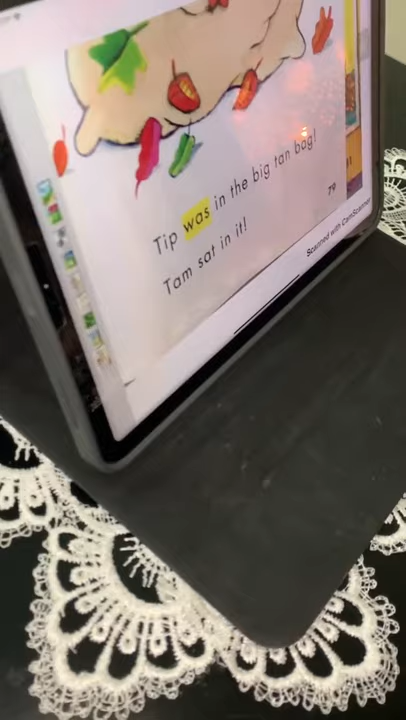 Tip was in the big tan bag!
Tam sat in it!
79
Scanned with CamScanner